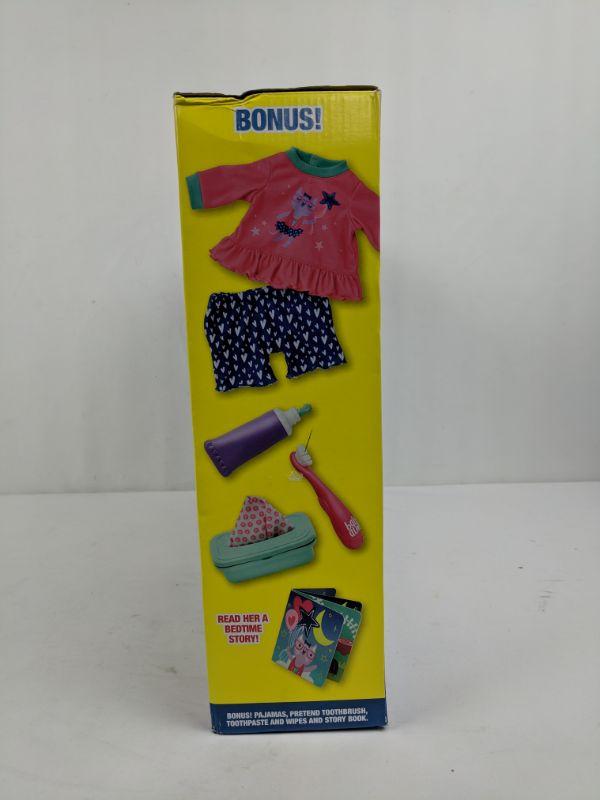 BONUS!
READ HER A
BEDTIME
STORY!
BONUS! PAJAMAS, PRETEND TOOTHBRUSH,
TOOTHPASTE AND WIPES AND STORY BOOK.